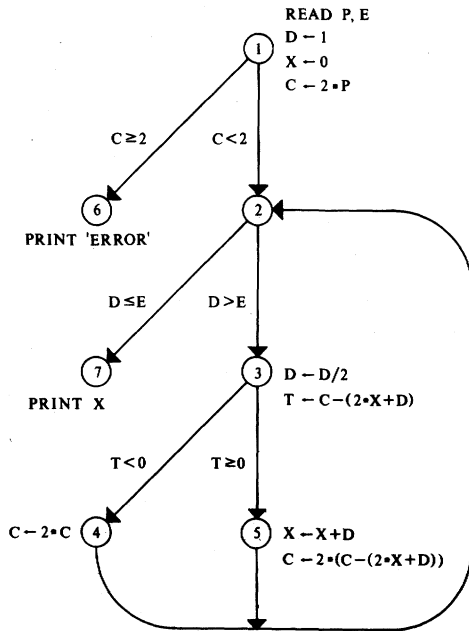 READ P, E
D ← 1
1
X ← 0
C ← 2*P
C ≥ 2
C < 2
6
2
PRINT 'ERROR'
D ≤ E
D > E
7
3
D ← D/2
PRINT X
T ← C-(2*X+D)
T < 0
T ≥ 0
C ← 2*C
4
5
X ← X+D
C ← 2*(C-(2*X+D))